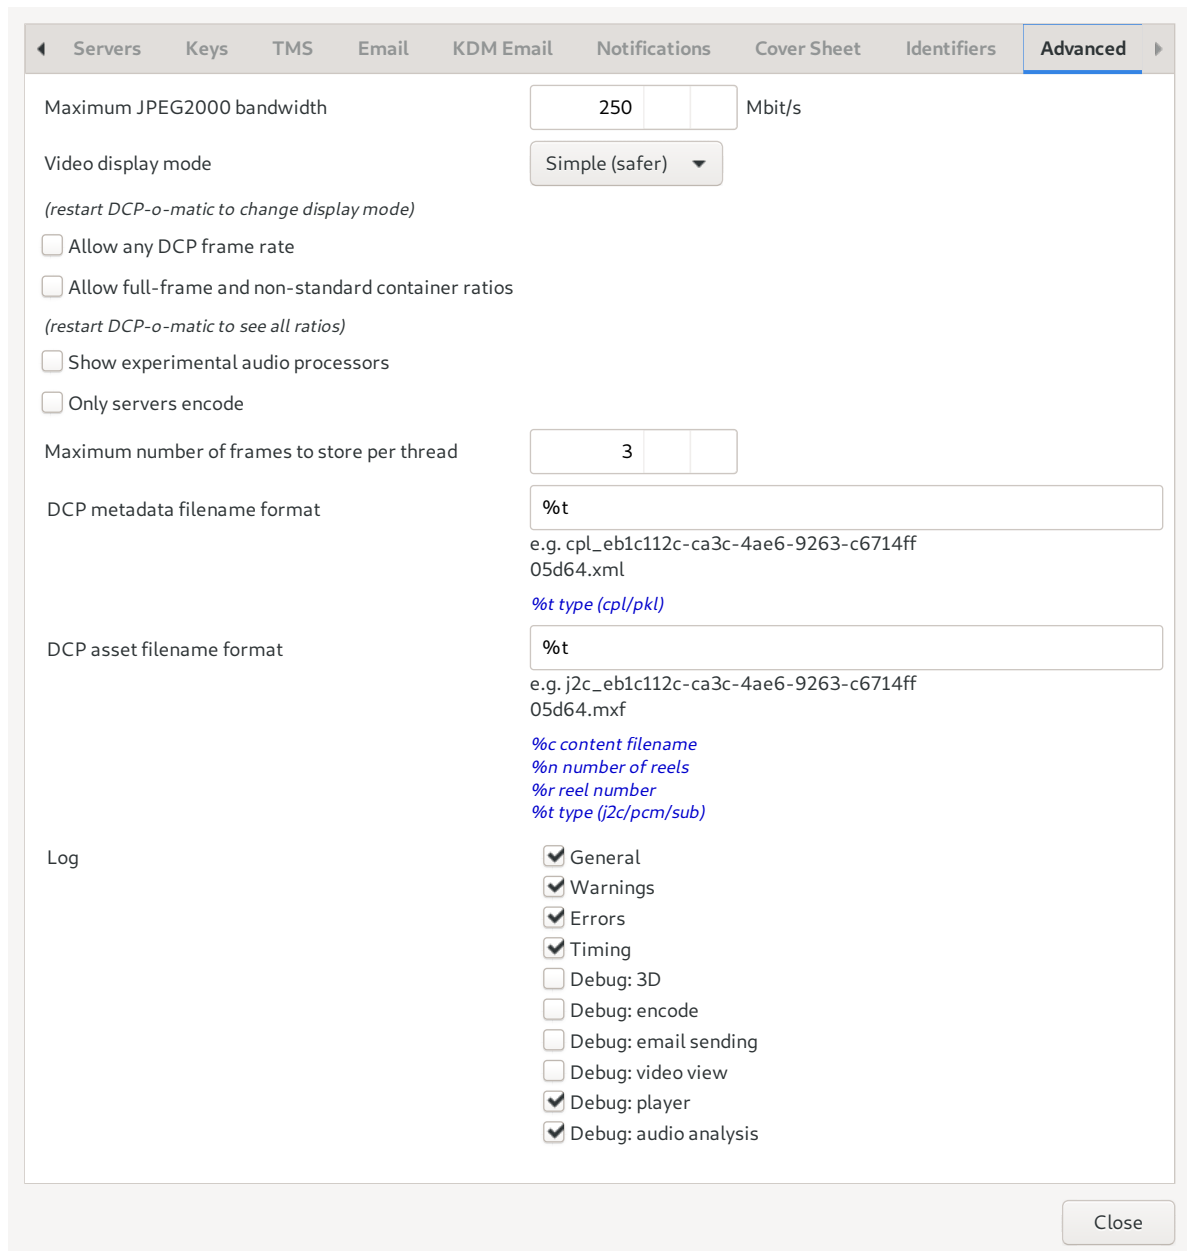 Servers Keys TMS Email KDM Email Notifications Cover Sheet Identifiers Advanced
Maximum JPEG2000 bandwidth 250 Mbit/s
Video display mode Simple (safer)
(restart DCP-o-matic to change display mode)
Allow any DCP frame rate
Allow full-frame and non-standard container ratios
(restart DCP-o-matic to see all ratios)
Show experimental audio processors
Only servers encode
Maximum number of frames to store per thread 3
DCP metadata filename format %t
e.g. cpl_eb1c112c-ca3c-4ae6-9263-c6714ff
05d64.xml
%t type (cpl/pkl)
DCP asset filename format %t
e.g. j2c_eb1c112c-ca3c-4ae6-9263-c6714ff
05d64.mxf
%c content filename
%n number of reels
%r reel number
%t type (j2c/pcm/sub)
Log General
Warnings
Errors
Timing
Debug: 3D
Debug: encode
Debug: email sending
Debug: video view
Debug: player
Debug: audio analysis
Close